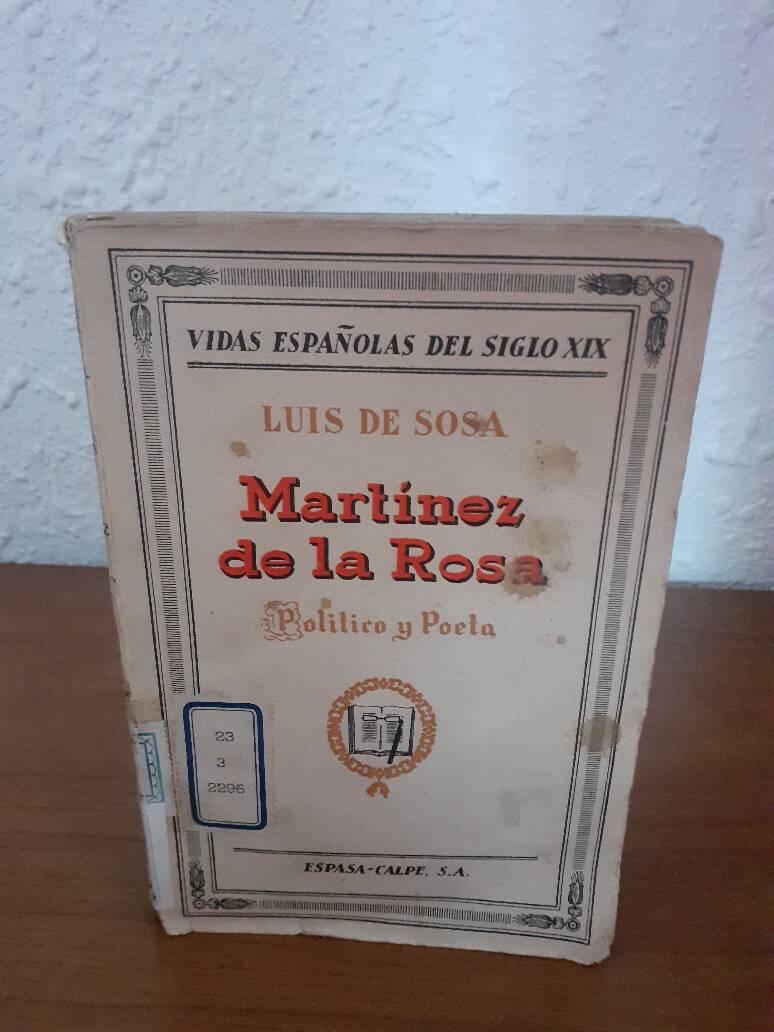 VIDAS ESPAÑOLAS DEL SIGLO XIX
LUIS DE SOSA
Martínez
de la Rosa
Político y Poeta
23
3
2296
ESPASA-CALPE, S.A.